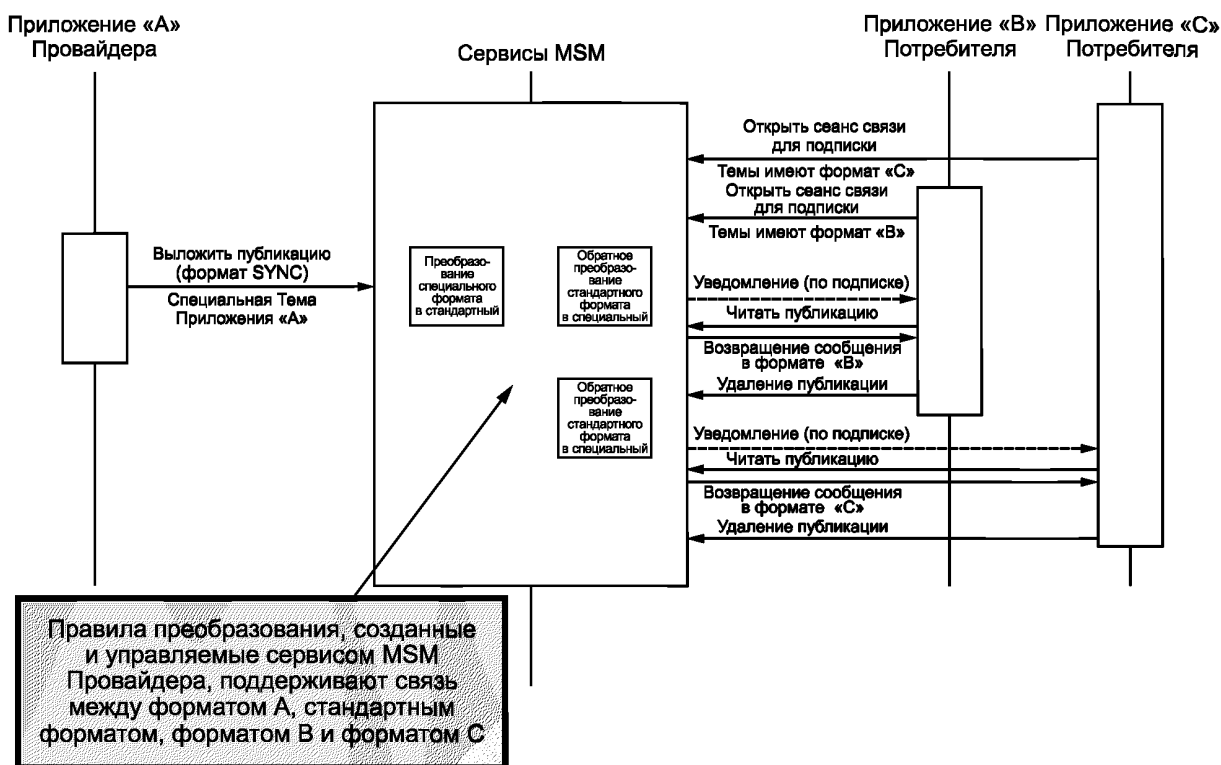 Приложение «А»
Провайдера
Сервисы MSM
Приложение «В»
Потребителя
Приложение «С»
Потребителя
Открыть сеанс связи
для подписки
Темы имеют формат «С»
Открыть сеанс связи
для подписки
Темы имеют формат «В»
Выложить публикацию
(формат SYNC)
Специальная Тема
Приложения «А»
Преобразо-
вание
специального
формата
в стандартный
Обратное
преобразо-
вание
стандартного
формата
в специальный
Уведомление (по подписке)
Читать публикацию
Возвращение сообщения
в формате «В»
Удаление публикации
Обратное
преобразо-
вание
стандартного
формата
в специальный
Уведомление (по подписке)
Читать публикацию
Возвращение сообщения
в формате «С»
Удаление публикации
Правила преобразования, созданные
и управляемые сервисом MSM
Провайдера, поддерживают связь
между форматом А, стандартным
форматом, форматом В и форматом С